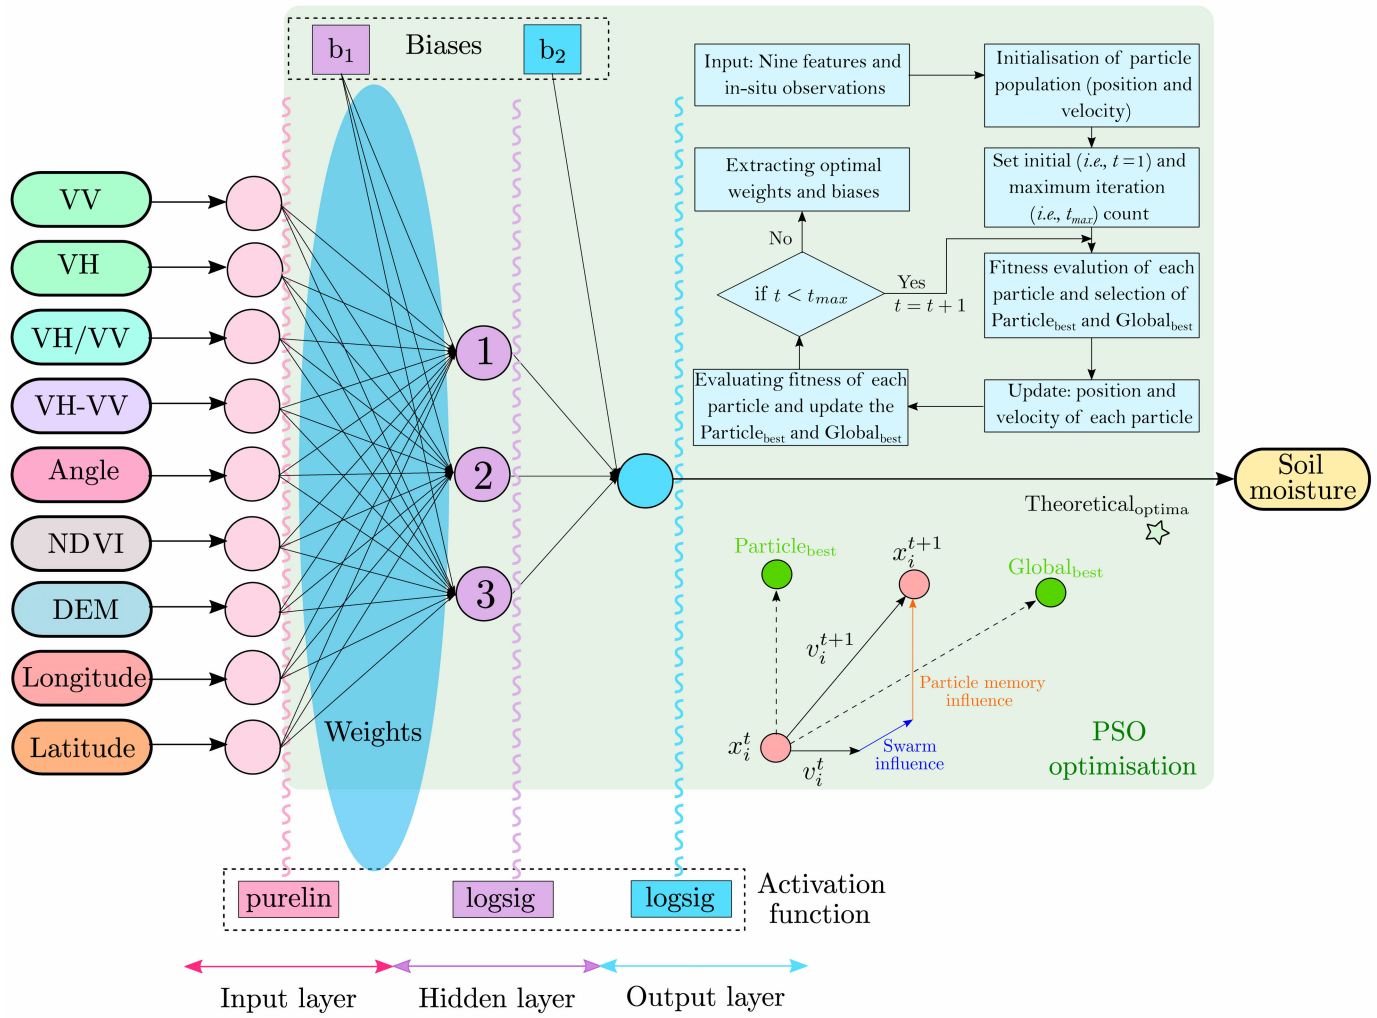 b1
Biases
b2
VV
VH
VH/VV
VH-VV
Angle
NDVI
DEM
Longitude
Latitude
1
2
3
Weights
Input: Nine features and
in-situ observations
Initialisation of particle
population (position and
velocity)
Set initial (i.e., t=1) and
maximum iteration
(i.e., tmax) count
Fitness evalution of each
particle and selection of
Particlebest and Globalbest
Update: position and
velocity of each particle
Evaluating fitness of each
particle and update the
Particlebest and Globalbest
if t < tmax
Yes
t = t + 1
No
Extracting optimal
weights and biases
Soil
moisture
Theoreticaloptima
Particlebest
x_i^{t+1}
Globalbest
v_i^{t+1}
Particle memory
influence
x_i^t
v_i^t
Swarm
influence
PSO
optimisation
purelin
logsig
logsig
Activation
function
Input layer
Hidden layer
Output layer